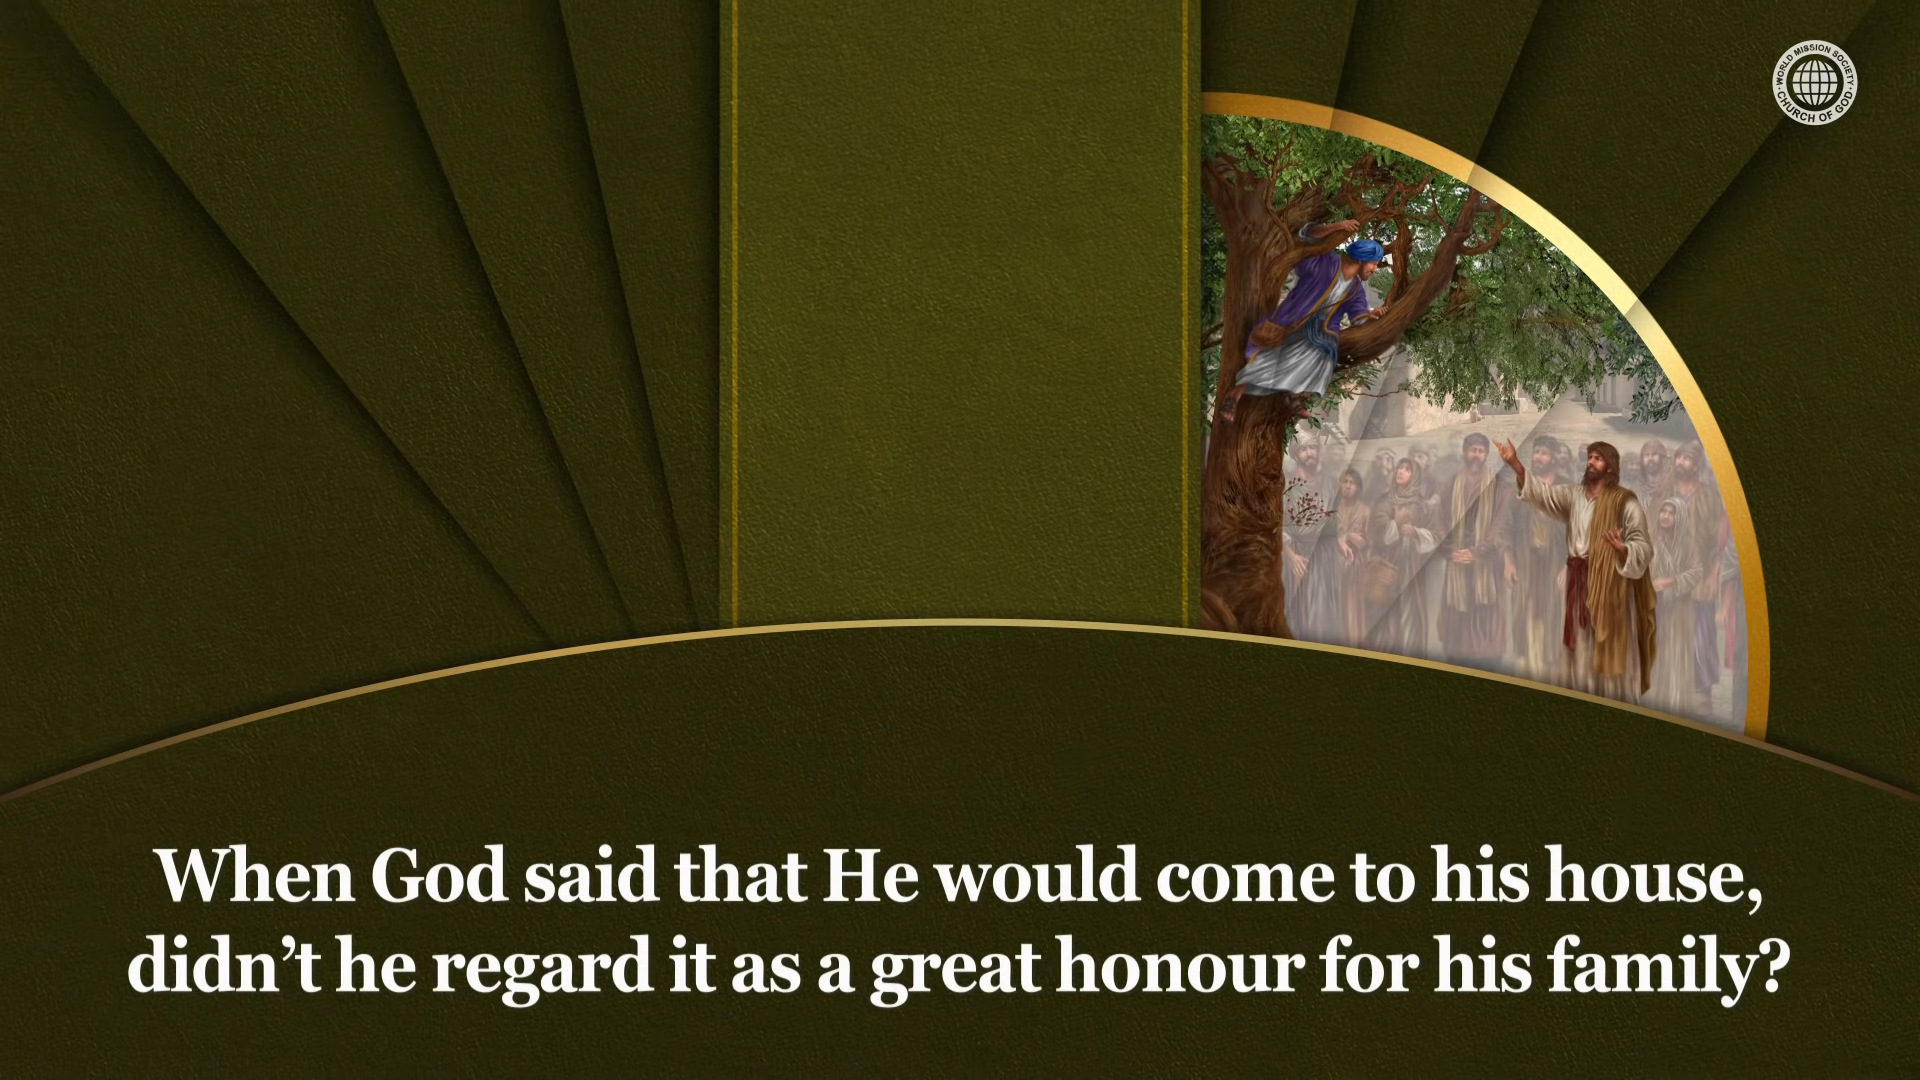 WORLD MISSION SOCIETY
CHURCH OF GOD
When God said that He would come to his house,
didn’t he regard it as a great honour for his family?